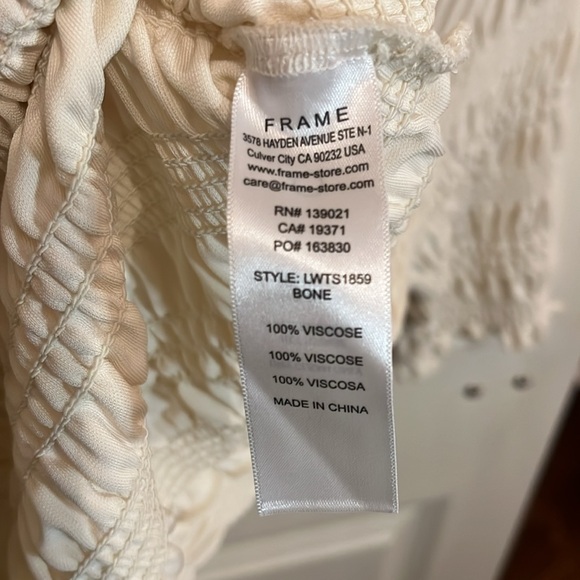 FRAME
3578 HAYDEN AVENUE STE N-1
Culver City CA 90232 USA
www.frame-store.com
care@frame-store.com
RN# 139021
CA# 19371
PO# 163830
STYLE: LWTS1859
BONE
100% VISCOSE
100% VISCOSE
100% VISCOSA
MADE IN CHINA